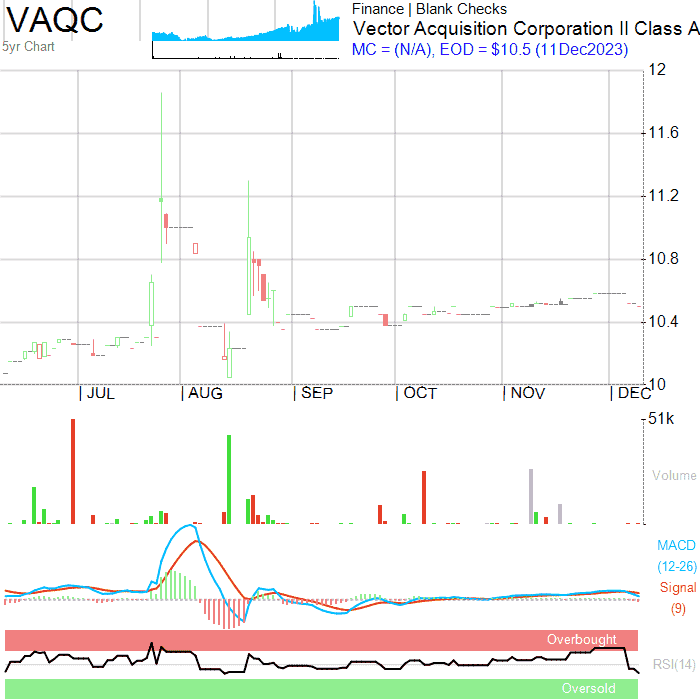 VAQC
5yr Chart
Finance | Blank Checks
Vector Acquisition Corporation II Class A
MC = (N/A), EOD = $10.5 (11Dec2023)
12
11.6
11.2
10.8
10.4
10
JUL
AUG
SEP
OCT
NOV
DEC
51k
Volume
MACD
(12-26)
Signal
(9)
Overbought
RSI(14)
Oversold